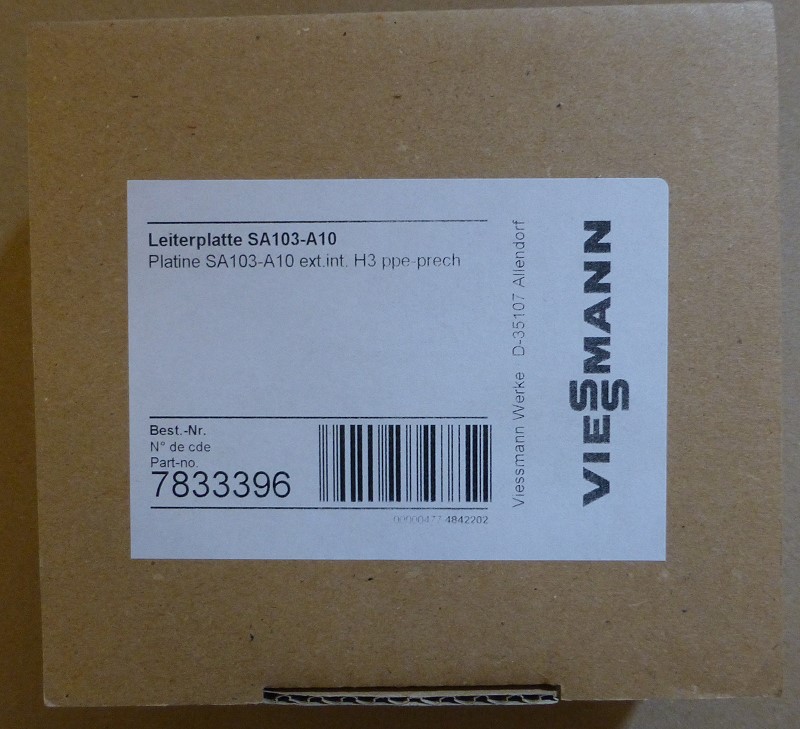 Leiterplatte SA103-A10
Platine SA103-A10 ext.int. H3 ppe-prech
Best.-Nr.
N° de cde
Part-no.
7833396
4842202
Viessmann Werke D-35107 Allendorf
VIESSMANN